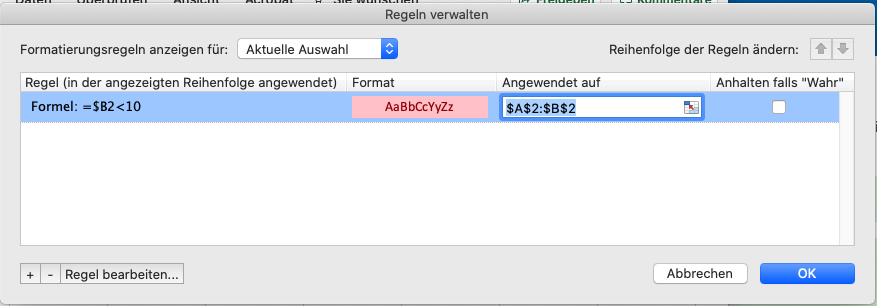 Daten Überprüfen Ansicht Acrobat Sie wünschen Freigeben Kommentare
Regeln verwalten
Formatierungsregeln anzeigen für: Aktuelle Auswahl Reihenfolge der Regeln ändern:
Regel (in der angezeigten Reihenfolge angewendet) Format Angewendet auf Anhalten falls "Wahr"
Formel: =$B2<10 AaBbCcYyZz $A$2:$B$2
+ - Regel bearbeiten... Abbrechen OK